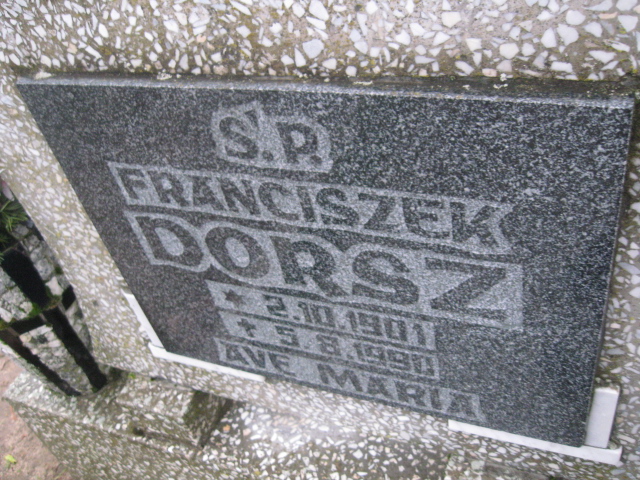 Ś.P.
FRANCISZEK
DORSZ
* 2.10.1901
+ 5.8.1990
AVE MARIA